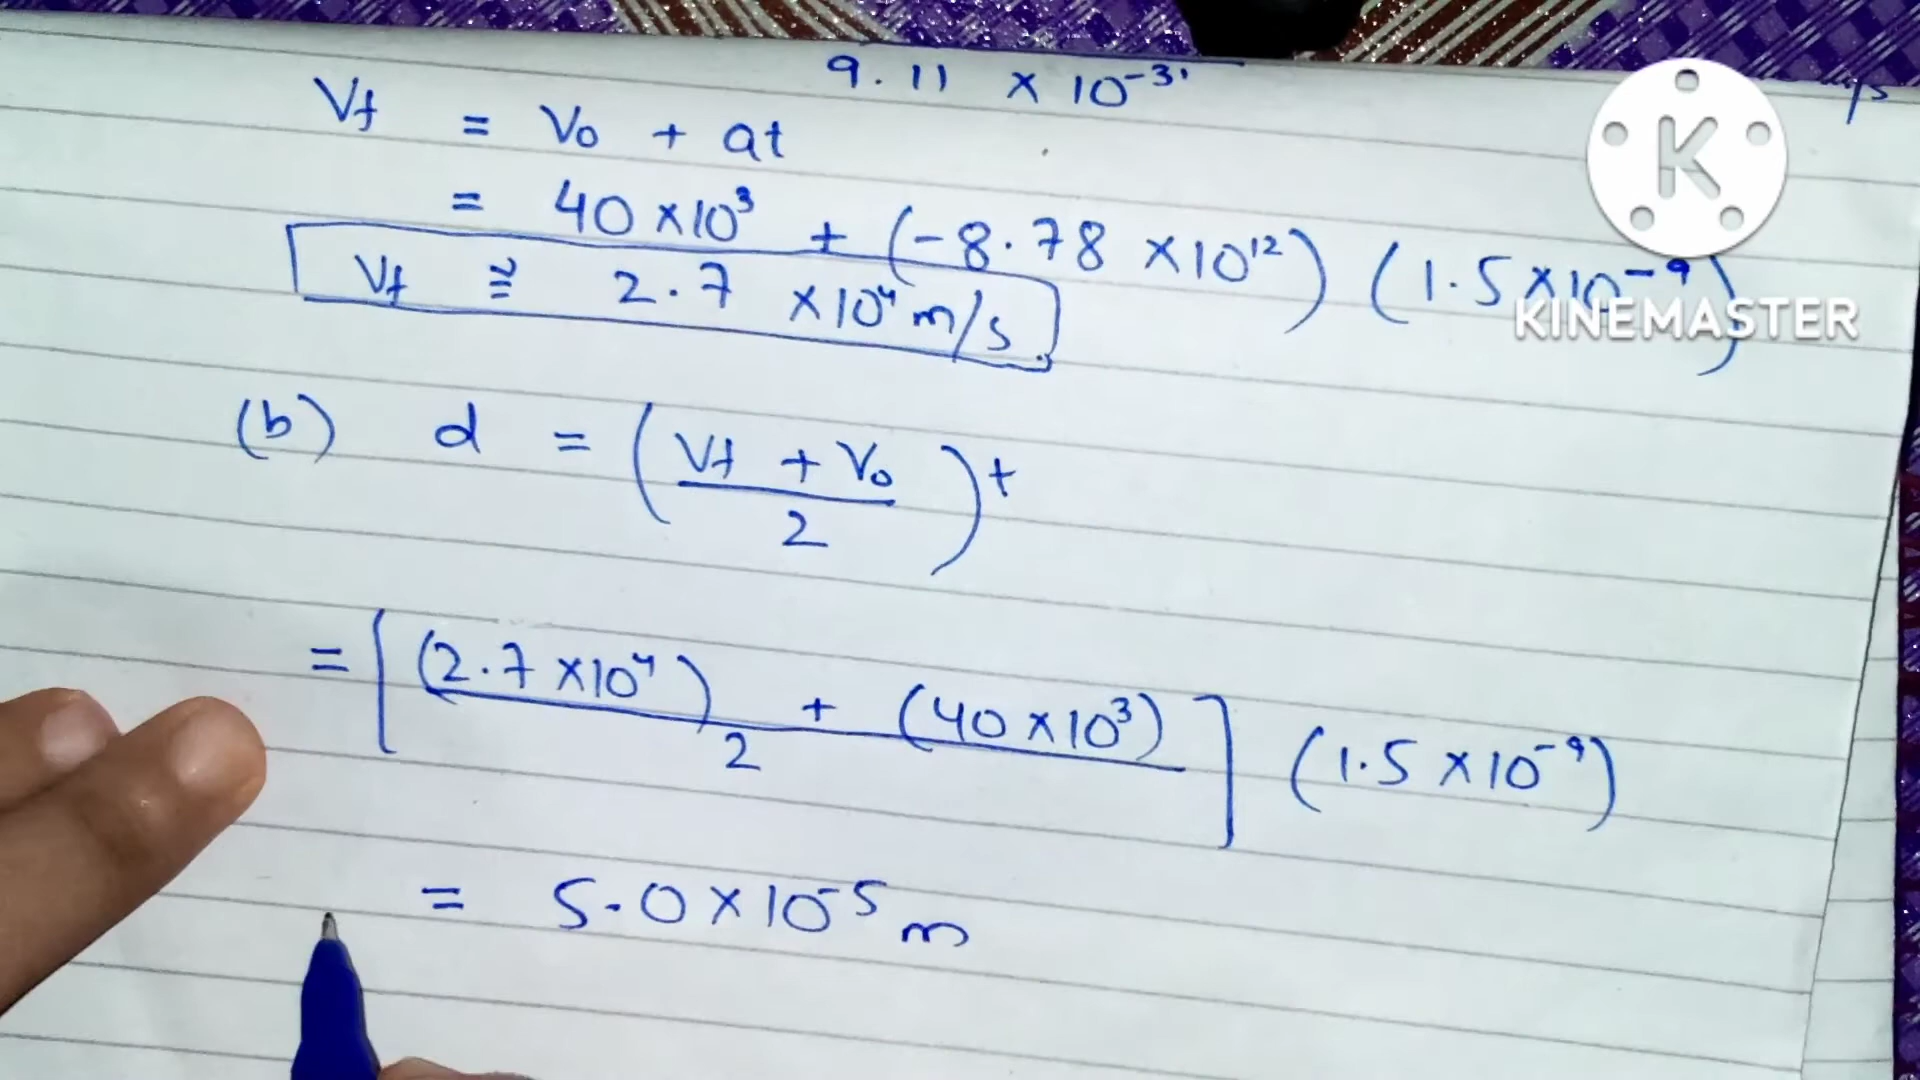 9.11 × 10⁻³¹
Vf = V₀ + at
= 40 × 10³ + (-8.78 × 10¹²) (1.5 × 10⁻⁹)
Vf ≅ 2.7 × 10⁴ m/s.
KINEMASTER
(b) d = (Vf + V₀ / 2) t
= [(2.7 × 10⁴) + (40 × 10³) / 2] (1.5 × 10⁻⁹)
= 5.0 × 10⁻⁵ m